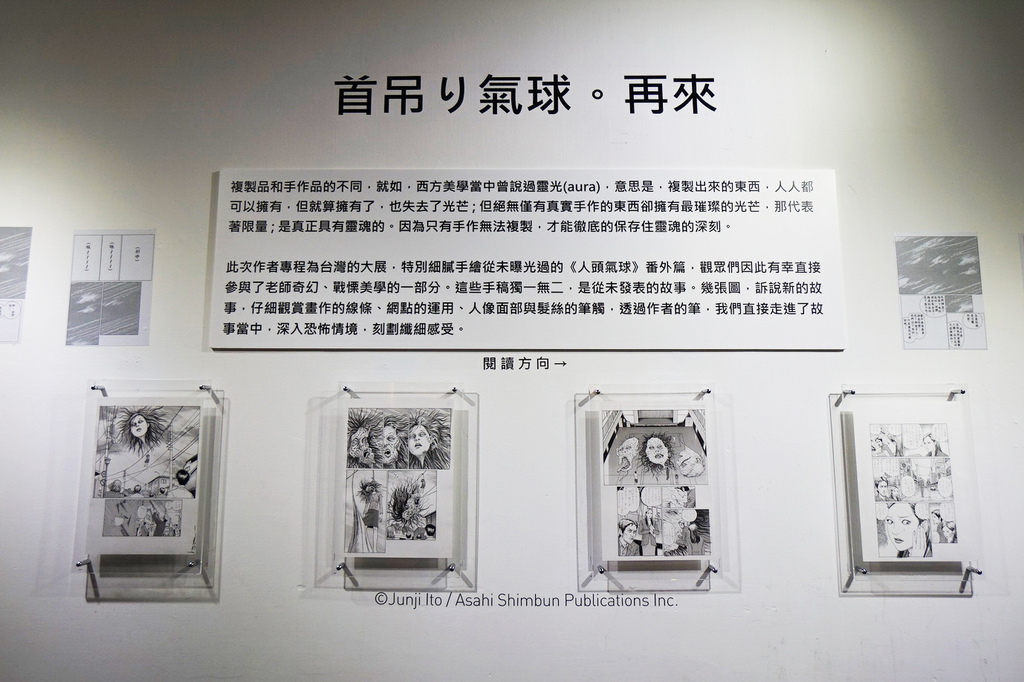 首吊り氣球。再來
複製品和手作品的不同，就如，西方美學當中曾說過靈光(aura)，意思是，複製出來的東西，人人都
可以擁有，但就算擁有了，也失去了光芒；但絕無僅有真實手作的東西卻擁有最璀璨的光芒，那代表
著限量；是真正具有靈魂的。因為只有手作無法複製，才能徹底的保存住靈魂的深刻。
此次作者專程為台灣的大展，特別細膩手繪從未曝光過的《人頭氣球》番外篇，觀眾們因此有幸直接
參與了老師奇幻、戰慄美學的一部分。這些手稿獨一無二，是從未發表的故事。幾張圖，訴說新的故
事，仔細觀賞畫作的線條、網點的運用、人像面部與髮絲的筆觸，透過作者的筆，我們直接走進了故
事當中，深入恐怖情境，刻劃纖細感受。
閱讀方向→
©Junji Ito / Asahi Shimbun Publications Inc.